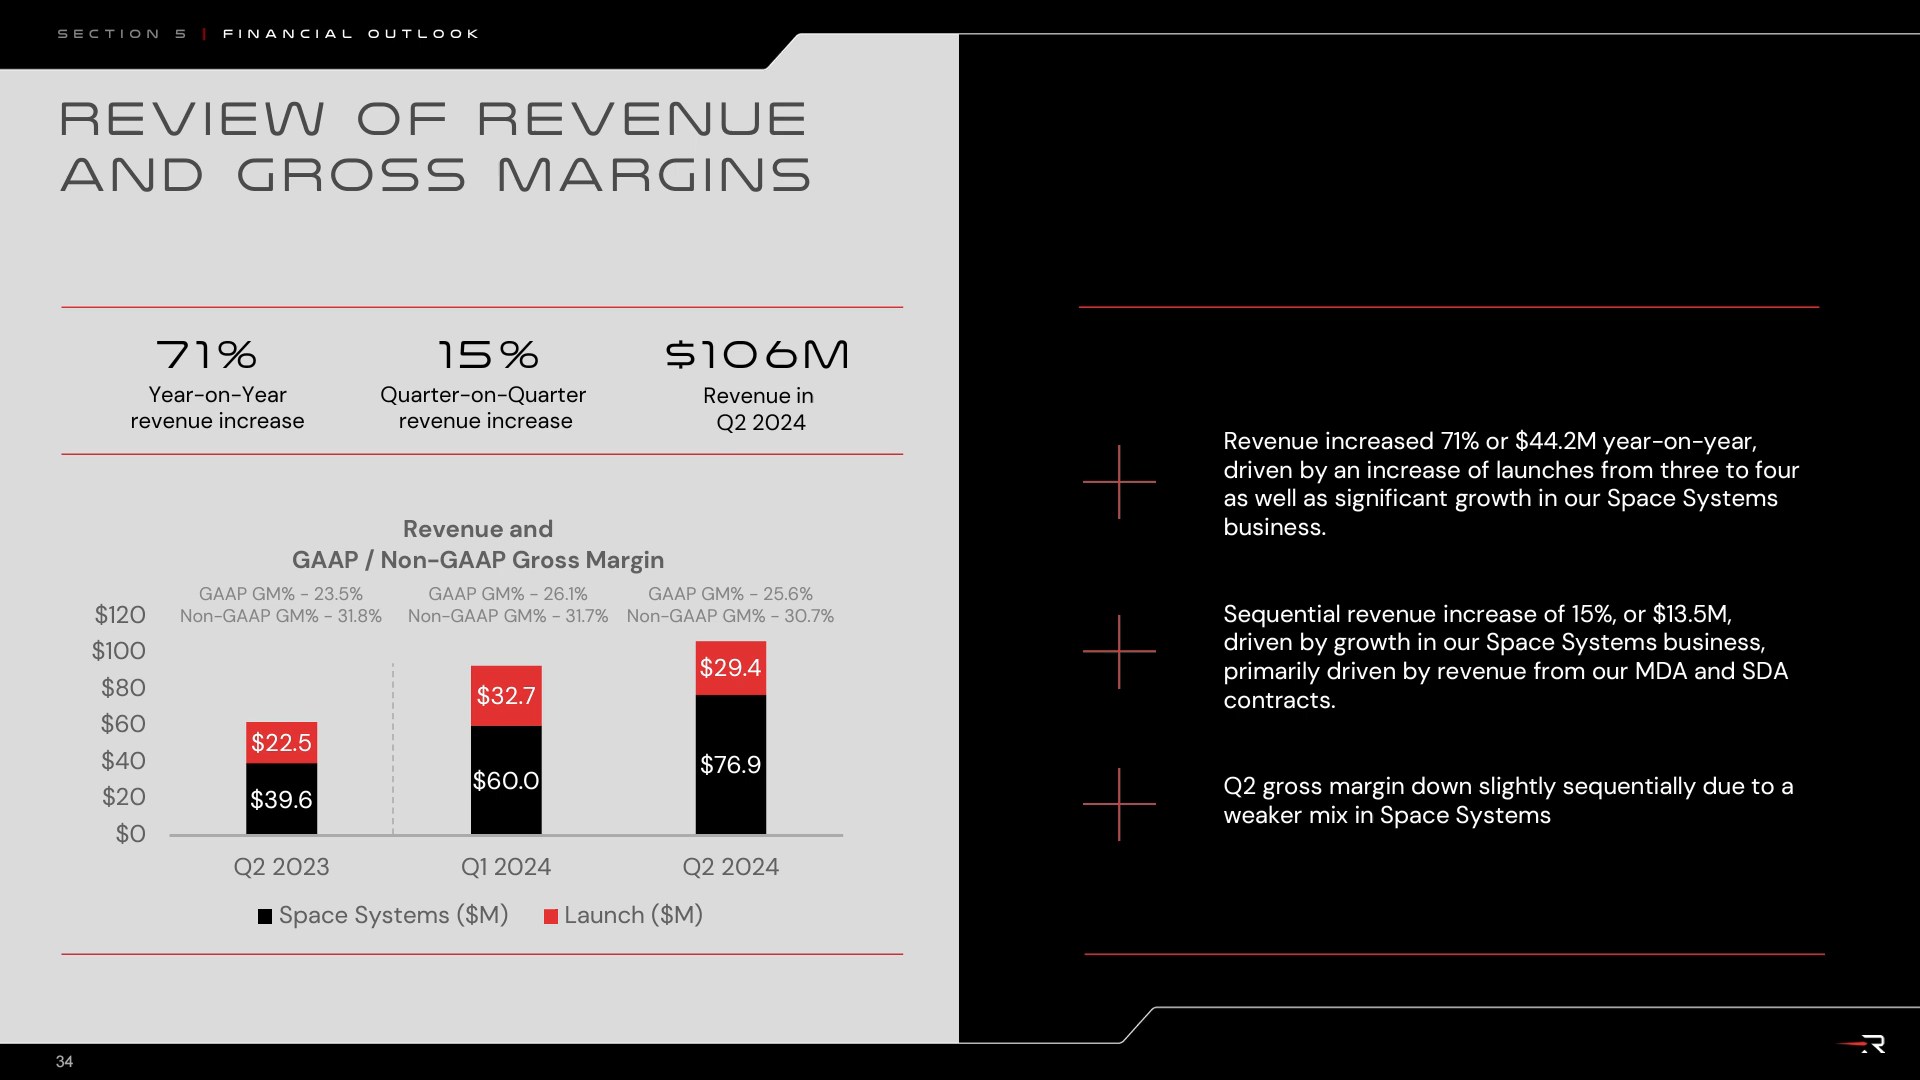 SECTION 5 | FINANCIAL OUTLOOK
REVIEW OF REVENUE
AND GROSS MARGINS
71%
Year-on-Year
revenue increase
15%
Quarter-on-Quarter
revenue increase
$106M
Revenue in
Q2 2024
Revenue and
GAAP / Non-GAAP Gross Margin
GAAP GM% - 23.5%
Non-GAAP GM% - 31.8%
GAAP GM% - 26.1%
Non-GAAP GM% - 31.7%
GAAP GM% - 25.6%
Non-GAAP GM% - 30.7%
$120
$100
$80
$60
$40
$20
$0
$22.5
$39.6
$32.7
$60.0
$29.4
$76.9
Q2 2023
Q1 2024
Q2 2024
Space Systems ($M)
Launch ($M)
Revenue increased 71% or $44.2M year-on-year,
driven by an increase of launches from three to four
as well as significant growth in our Space Systems
business.
Sequential revenue increase of 15%, or $13.5M,
driven by growth in our Space Systems business,
primarily driven by revenue from our MDA and SDA
contracts.
Q2 gross margin down slightly sequentially due to a
weaker mix in Space Systems
34
R